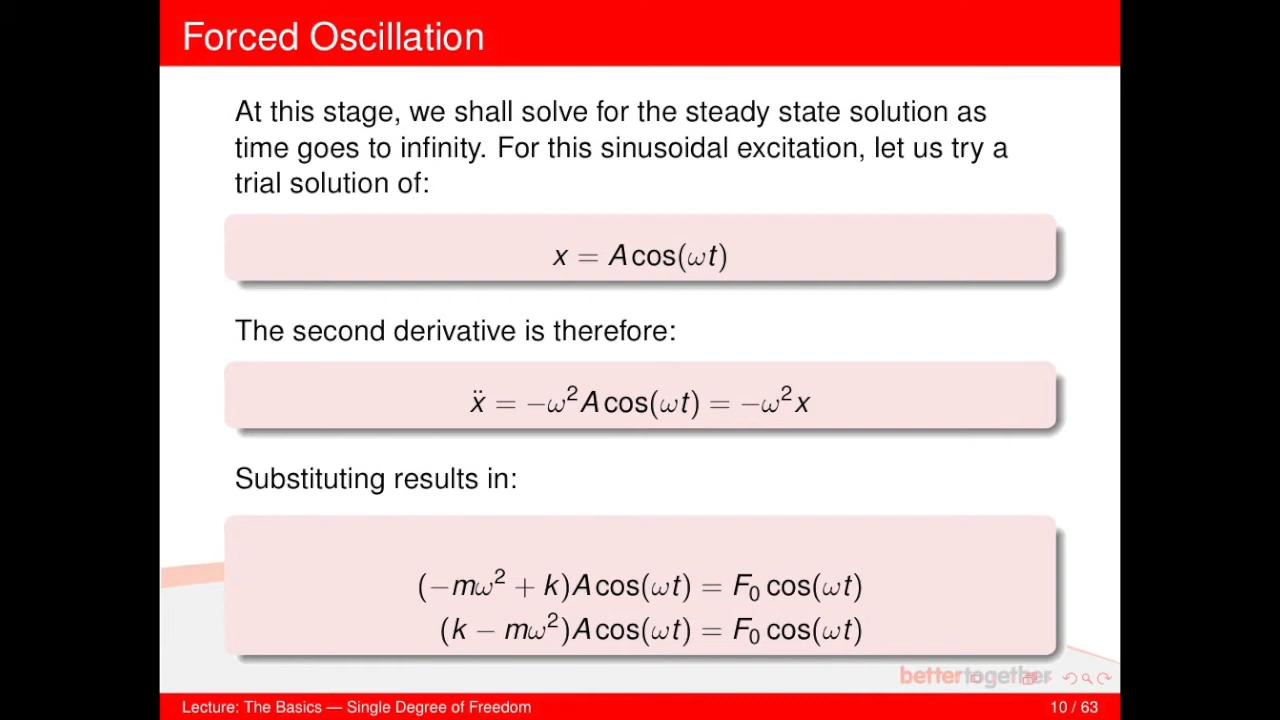 Forced Oscillation
At this stage, we shall solve for the steady state solution as
time goes to infinity. For this sinusoidal excitation, let us try a
trial solution of:
x = A cos(ωt)
The second derivative is therefore:
ẍ = −ω²A cos(ωt) = −ω²x
Substituting results in:
(−mω² + k)A cos(ωt) = F₀ cos(ωt)
(k − mω²)A cos(ωt) = F₀ cos(ωt)
bettertogether
Lecture: The Basics — Single Degree of Freedom
10 / 63